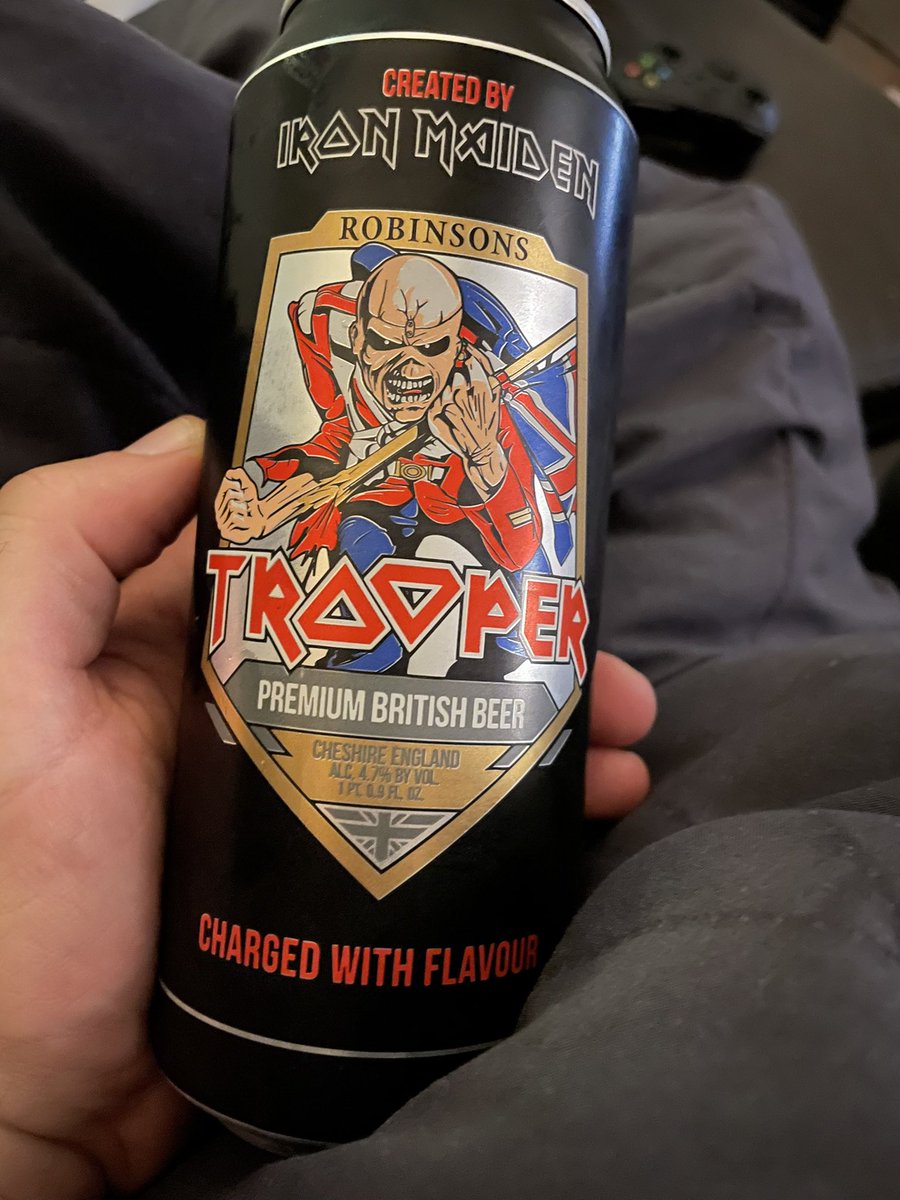 CREATED BY
IRON MAIDEN
ROBINSONS
TROOPER
PREMIUM BRITISH BEER
CHESHIRE ENGLAND
ALC. 4.7% BY VOL.
1 PT. 0.9 FL. OZ.
CHARGED WITH FLAVOUR